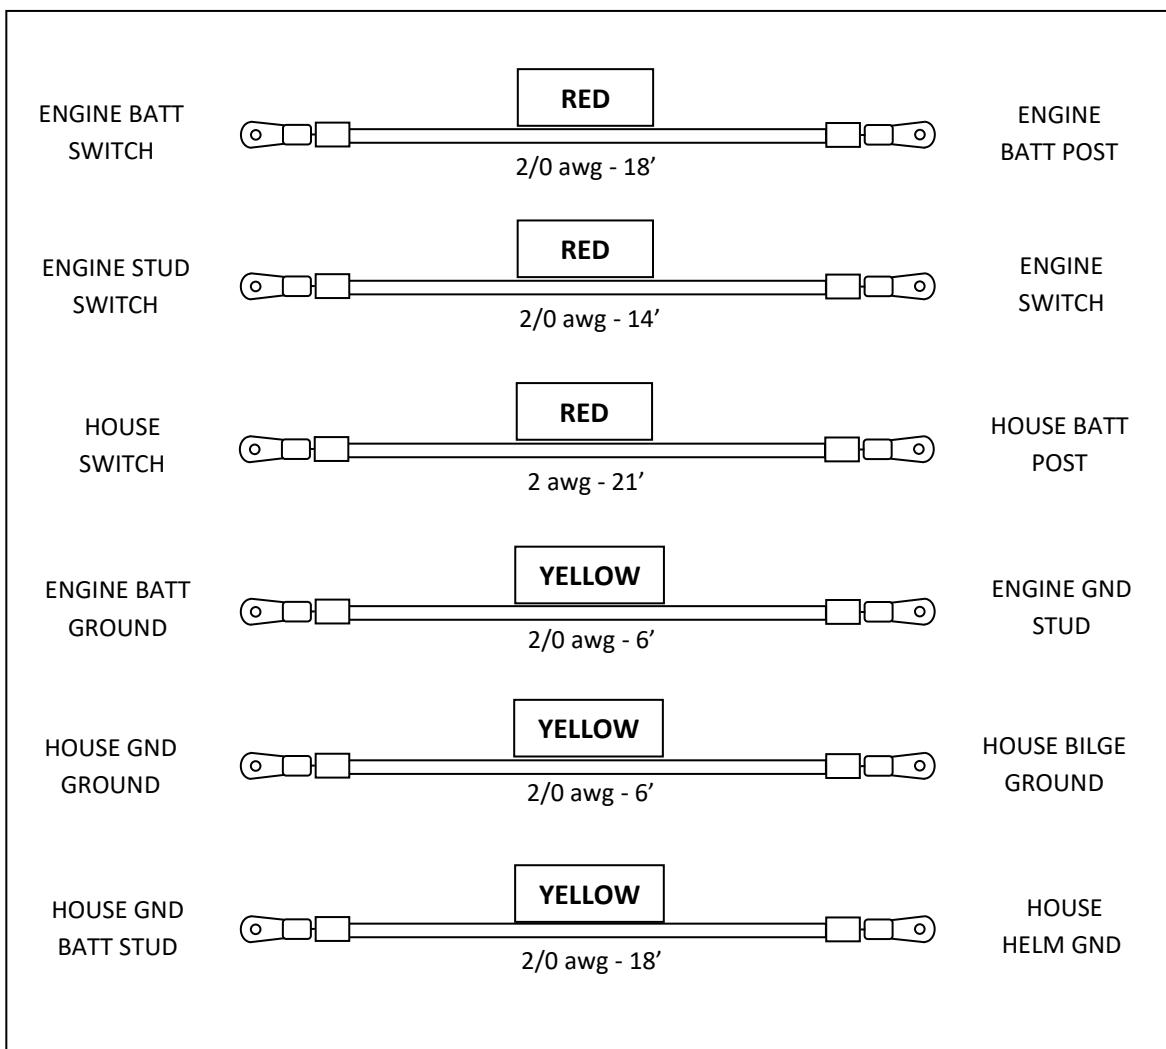 RED
ENGINE BATT
SWITCH
ENGINE
BATT POST
2/0 awg - 18’
RED
ENGINE STUD
SWITCH
ENGINE
SWITCH
2/0 awg - 14’
RED
HOUSE
SWITCH
HOUSE BATT
POST
2 awg - 21’
YELLOW
ENGINE BATT
GROUND
ENGINE GND
STUD
2/0 awg - 6’
YELLOW
HOUSE GND
GROUND
HOUSE BILGE
GROUND
2/0 awg - 6’
YELLOW
HOUSE GND
BATT STUD
HOUSE
HELM GND
2/0 awg - 18’